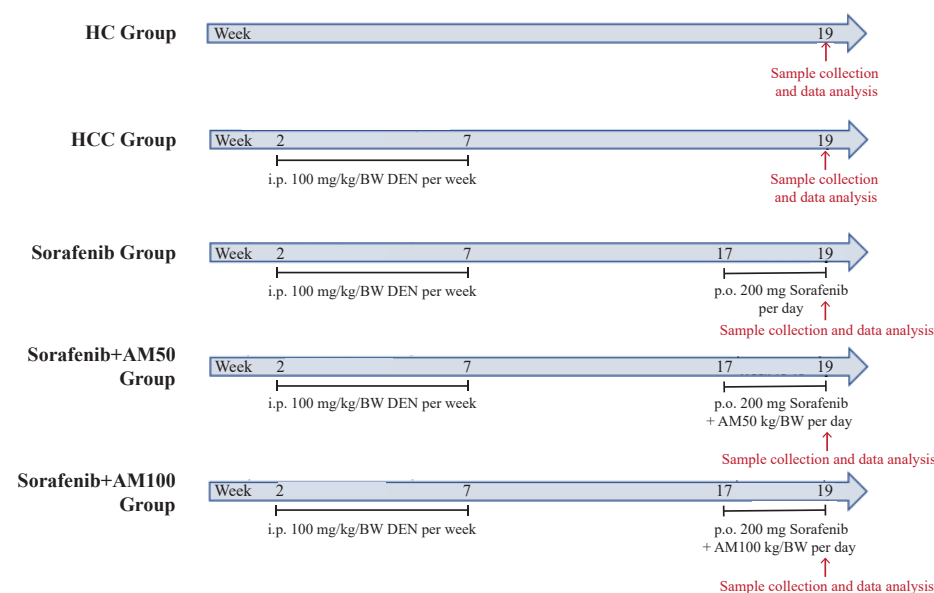 HC Group
Week 19
Sample collection
and data analysis
HCC Group
Week 2 7 19
i.p. 100 mg/kg/BW DEN per week
Sample collection
and data analysis
Sorafenib Group
Week 2 7 17 19
i.p. 100 mg/kg/BW DEN per week
p.o. 200 mg Sorafenib
per day
Sample collection and data analysis
Sorafenib+AM50
Group
Week 2 7 17 19
i.p. 100 mg/kg/BW DEN per week
p.o. 200 mg Sorafenib
+ AM50 kg/BW per day
Sample collection and data analysis
Sorafenib+AM100
Group
Week 2 7 17 19
i.p. 100 mg/kg/BW DEN per week
p.o. 200 mg Sorafenib
+ AM100 kg/BW per day
Sample collection and data analysis